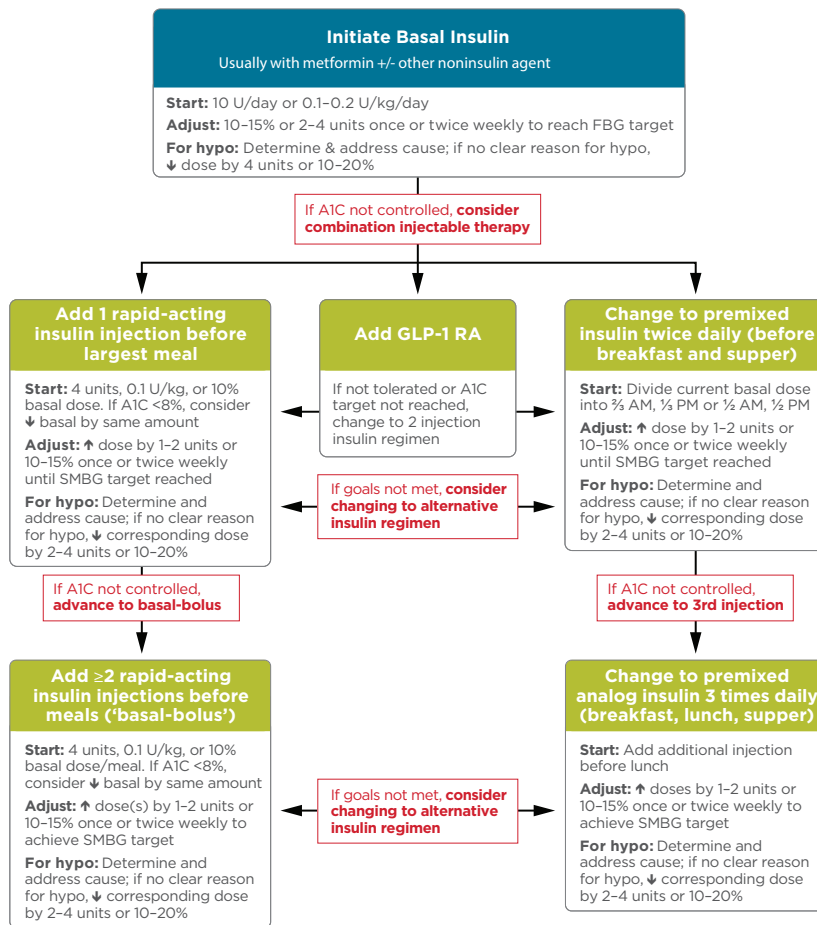 Initiate Basal Insulin
Usually with metformin +/- other noninsulin agent
Start: 10 U/day or 0.1–0.2 U/kg/day
Adjust: 10–15% or 2–4 units once or twice weekly to reach FBG target
For hypo: Determine & address cause; if no clear reason for hypo,
↓ dose by 4 units or 10–20%
If A1C not controlled, consider
combination injectable therapy
Add 1 rapid-acting
insulin injection before
largest meal
Start: 4 units, 0.1 U/kg, or 10%
basal dose. If A1C <8%, consider
↓ basal by same amount
Adjust: ↑ dose by 1–2 units or
10–15% once or twice weekly
until SMBG target reached
For hypo: Determine and
address cause; if no clear reason
for hypo, ↓ corresponding dose
by 2–4 units or 10–20%
Add GLP-1 RA
If not tolerated or A1C
target not reached,
change to 2 injection
insulin regimen
Change to premixed
insulin twice daily (before
breakfast and supper)
Start: Divide current basal dose
into ⅔ AM, ⅓ PM or ½ AM, ½ PM
Adjust: ↑ dose by 1–2 units or
10–15% once or twice weekly
until SMBG target reached
For hypo: Determine and
address cause; if no clear reason
for hypo, ↓ corresponding dose
by 2–4 units or 10–20%
If goals not met, consider
changing to alternative
insulin regimen
If A1C not controlled,
advance to basal-bolus
If A1C not controlled,
advance to 3rd injection
Add ≥2 rapid-acting
insulin injections before
meals (‘basal-bolus’)
Start: 4 units, 0.1 U/kg, or 10%
basal dose/meal. If A1C <8%,
consider ↓ basal by same amount
Adjust: ↑ dose(s) by 1–2 units or
10–15% once or twice weekly to
achieve SMBG target
For hypo: Determine and
address cause; if no clear reason
for hypo, ↓ corresponding dose
by 2–4 units or 10–20%
If goals not met, consider
changing to alternative
insulin regimen
Change to premixed
analog insulin 3 times daily
(breakfast, lunch, supper)
Start: Add additional injection
before lunch
Adjust: ↑ doses by 1–2 units or
10–15% once or twice weekly to
achieve SMBG target
For hypo: Determine and
address cause; if no clear reason
for hypo, ↓ corresponding dose
by 2–4 units or 10–20%